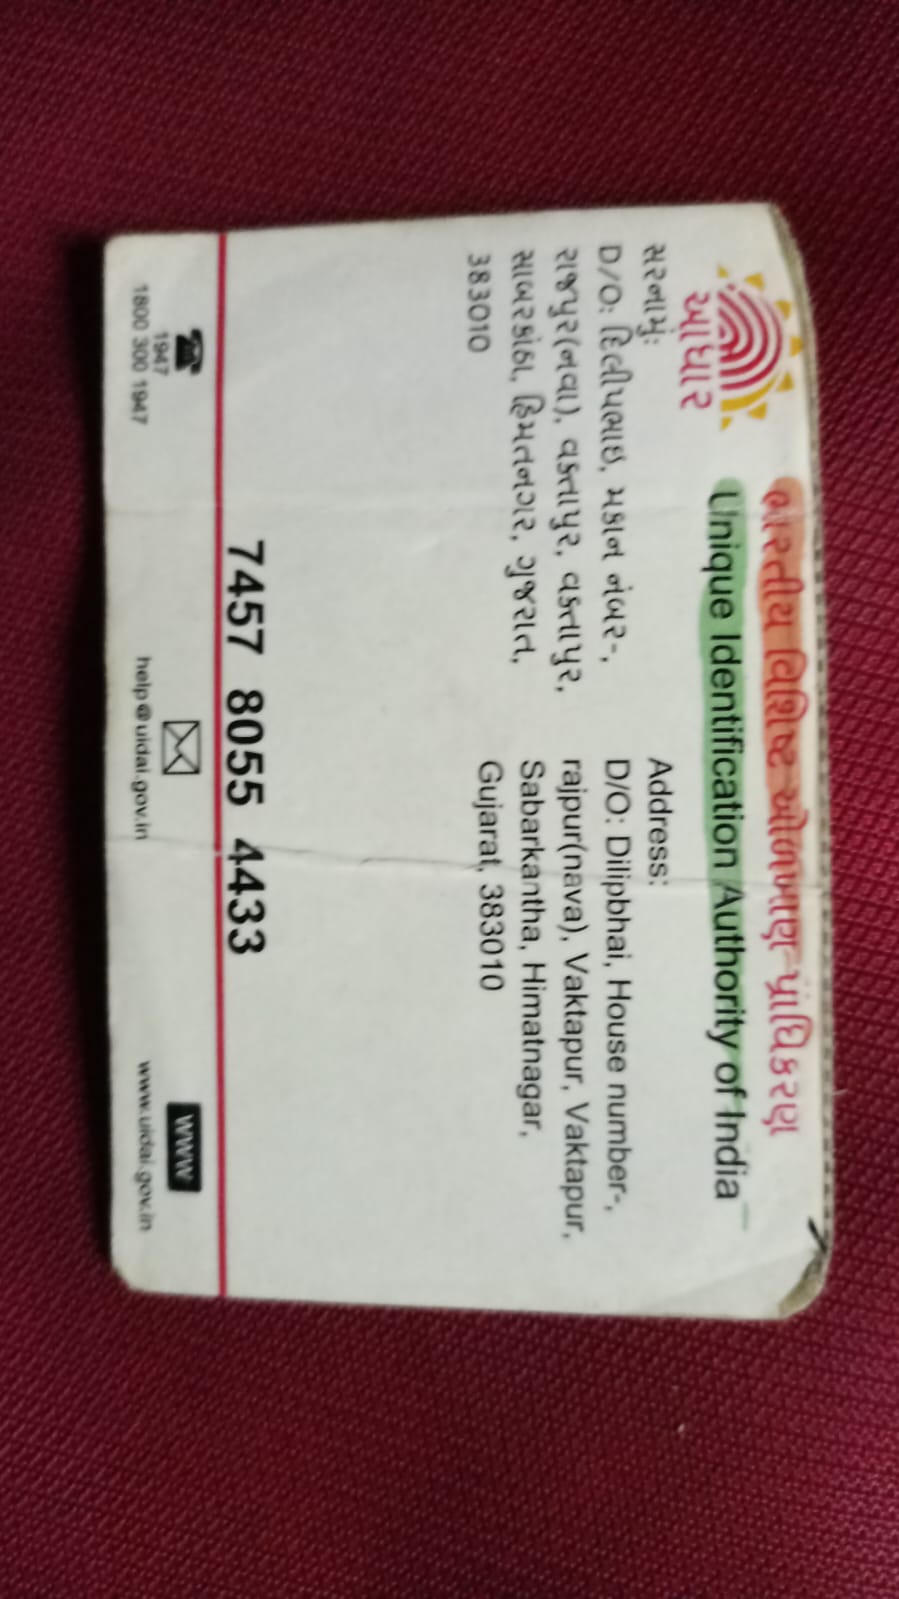 ભારતીય વિશિષ્ટ ઓળખાણ પ્રાધિકરણ
Unique Identification Authority of India
આધાર
સરનામું:
D/O: દિલીપભાઇ, મકાન નંબર-,
રાજપુર(નવા), વક્તાપુર, વક્તાપુર,
સાબરકાંઠા, હિંમતનગર, ગુજરાત,
383010
Address:
D/O: Dilipbhai, House number-,
rajpur(nava), Vaktapur, Vaktapur,
Sabarkantha, Himatnagar,
Gujarat, 383010
7457 8055 4433
1947
1800 300 1947
help@uidai.gov.in
www
www.uidai.gov.in